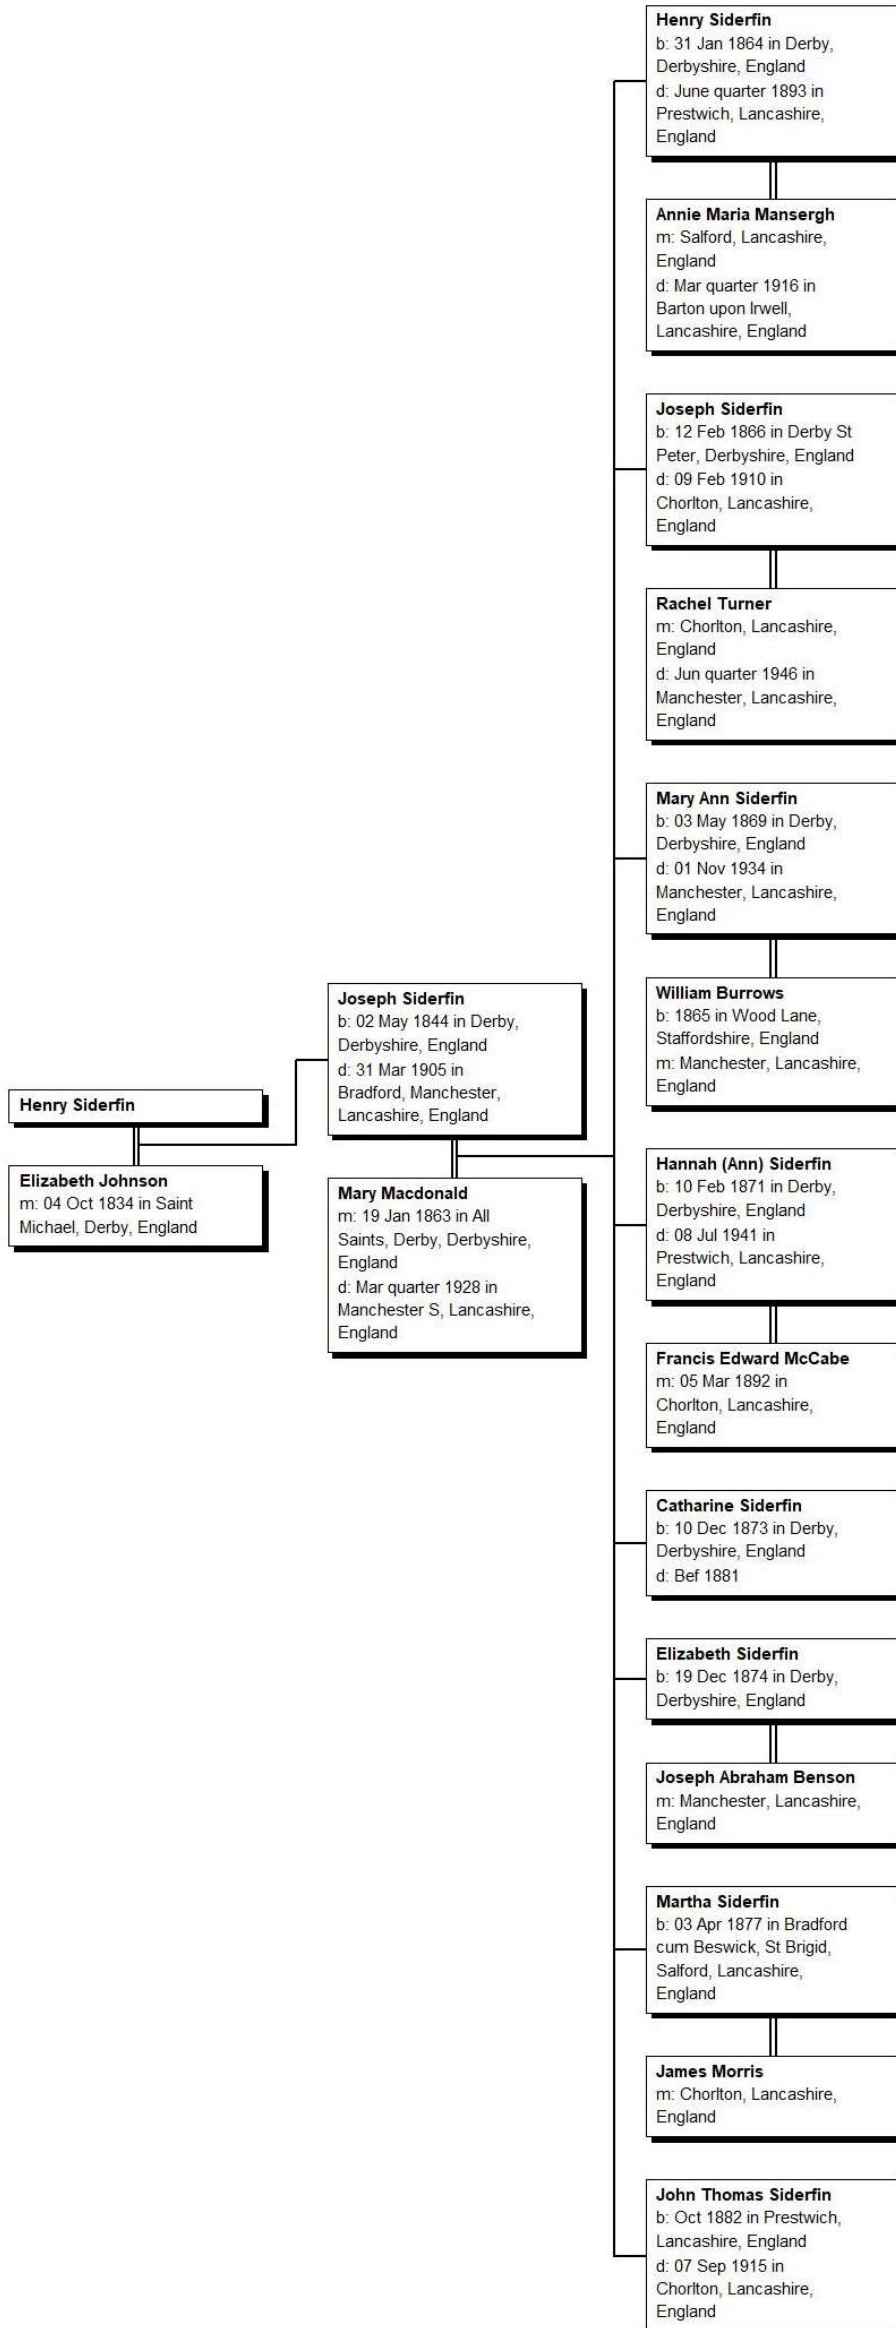 Henry Siderfin
b: 31 Jan 1864 in Derby,
Derbyshire, England
d: June quarter 1893 in
Prestwich, Lancashire,
England
Annie Maria Mansergh
m: Salford, Lancashire,
England
d: Mar quarter 1916 in
Barton upon Irwell,
Lancashire, England
Joseph Siderfin
b: 12 Feb 1866 in Derby St
Peter, Derbyshire, England
d: 09 Feb 1910 in
Chorlton, Lancashire,
England
Rachel Turner
m: Chorlton, Lancashire,
England
d: Jun quarter 1946 in
Manchester, Lancashire,
England
Mary Ann Siderfin
b: 03 May 1869 in Derby,
Derbyshire, England
d: 01 Nov 1934 in
Manchester, Lancashire,
England
William Burrows
b: 1865 in Wood Lane,
Staffordshire, England
m: Manchester, Lancashire,
England
Henry Siderfin
Elizabeth Johnson
m: 04 Oct 1834 in Saint
Michael, Derby, England
Joseph Siderfin
b: 02 May 1844 in Derby,
Derbyshire, England
d: 31 Mar 1905 in
Bradford, Manchester,
Lancashire, England
Mary Macdonald
m: 19 Jan 1863 in All
Saints, Derby, Derbyshire,
England
d: Mar quarter 1928 in
Manchester S, Lancashire,
England
Hannah (Ann) Siderfin
b: 10 Feb 1871 in Derby,
Derbyshire, England
d: 08 Jul 1941 in
Prestwich, Lancashire,
England
Francis Edward McCabe
m: 05 Mar 1892 in
Chorlton, Lancashire,
England
Catharine Siderfin
b: 10 Dec 1873 in Derby,
Derbyshire, England
d: Bef 1881
Elizabeth Siderfin
b: 19 Dec 1874 in Derby,
Derbyshire, England
Joseph Abraham Benson
m: Manchester, Lancashire,
England
Martha Siderfin
b: 03 Apr 1877 in Bradford
cum Beswick, St Brigid,
Salford, Lancashire,
England
James Morris
m: Chorlton, Lancashire,
England
John Thomas Siderfin
b: Oct 1882 in Prestwich,
Lancashire, England
d: 07 Sep 1915 in
Chorlton, Lancashire,
England